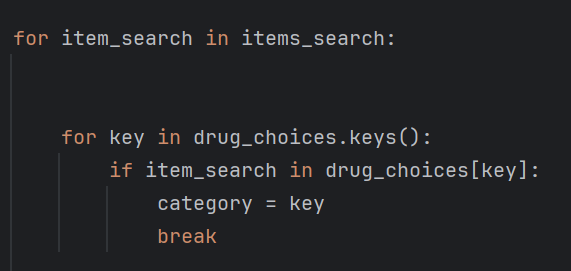 for item_search in items_search:
for key in drug_choices.keys():
if item_search in drug_choices[key]:
category = key
break